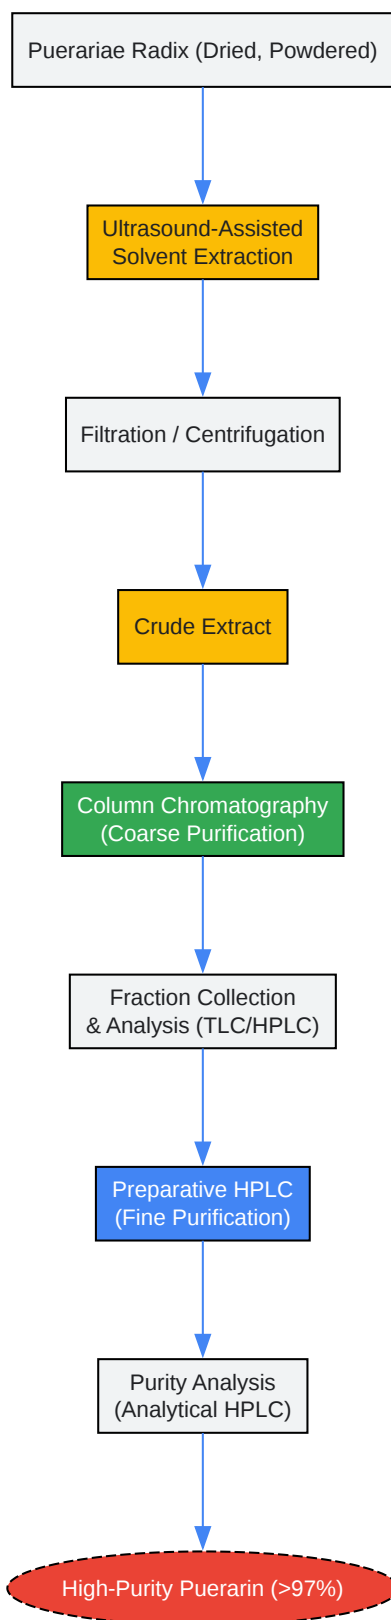 Puerariae Radix (Dried, Powdered)
Ultrasound-Assisted
Solvent Extraction
Filtration / Centrifugation
Crude Extract
Column Chromatography
(Coarse Purification)
Fraction Collection
& Analysis (TLC/HPLC)
Preparative HPLC
(Fine Purification)
Purity Analysis
(Analytical HPLC)
High-Purity Puerarin (>97%)